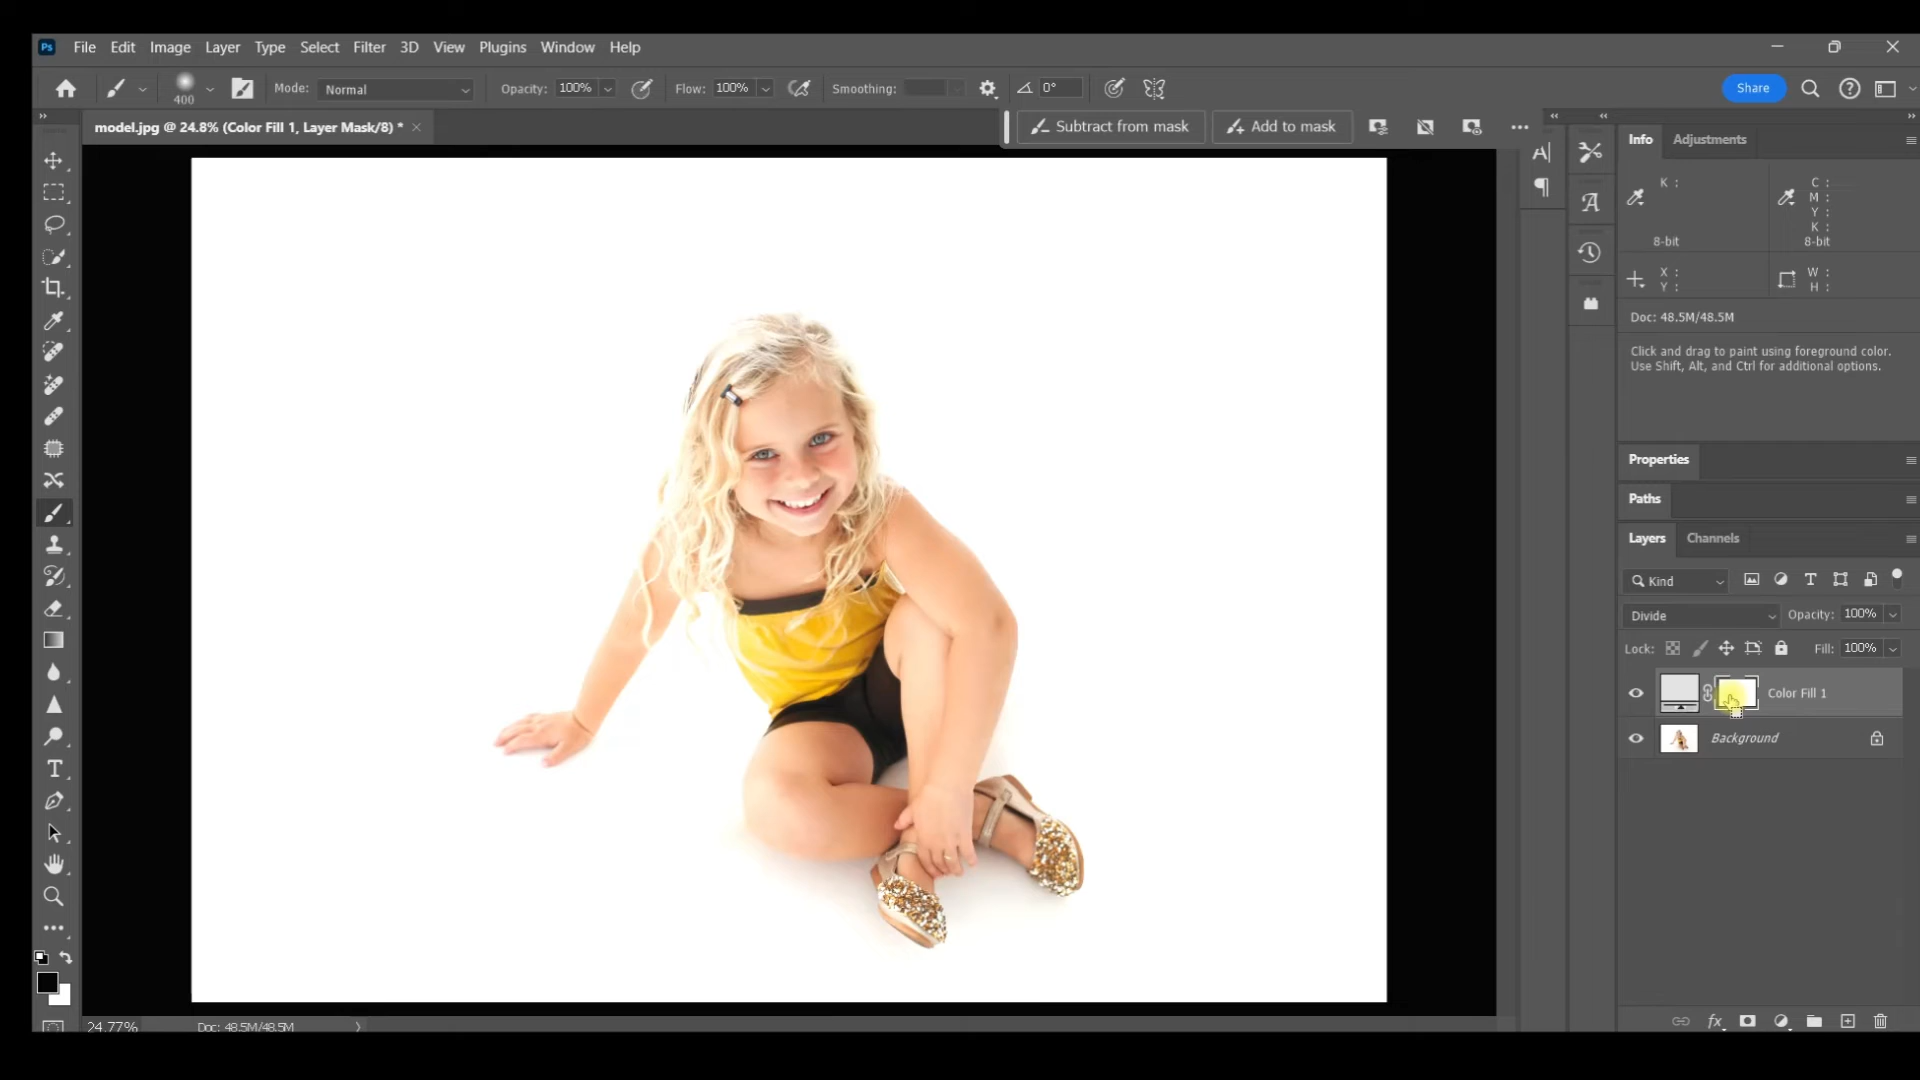 Ps File Edit Image Layer Type Select Filter 3D View Plugins Window Help
400 Mode: Normal Opacity: 100% Flow: 100% Smoothing: 0° Share
model.jpg @ 24.8% (Color Fill 1, Layer Mask/8) * ×
Subtract from mask Add to mask
Info Adjustments
K :
8-bit
C :
M :
Y :
K :
8-bit
X :
Y :
W :
H :
Doc: 48.5M/48.5M
Click and drag to paint using foreground color.
Use Shift, Alt, and Ctrl for additional options.
Properties
Paths
Layers Channels
Kind
Divide Opacity: 100%
Lock: Fill: 100%
Color Fill 1
Background
fx
24.77% Doc: 48.5M/48.5M